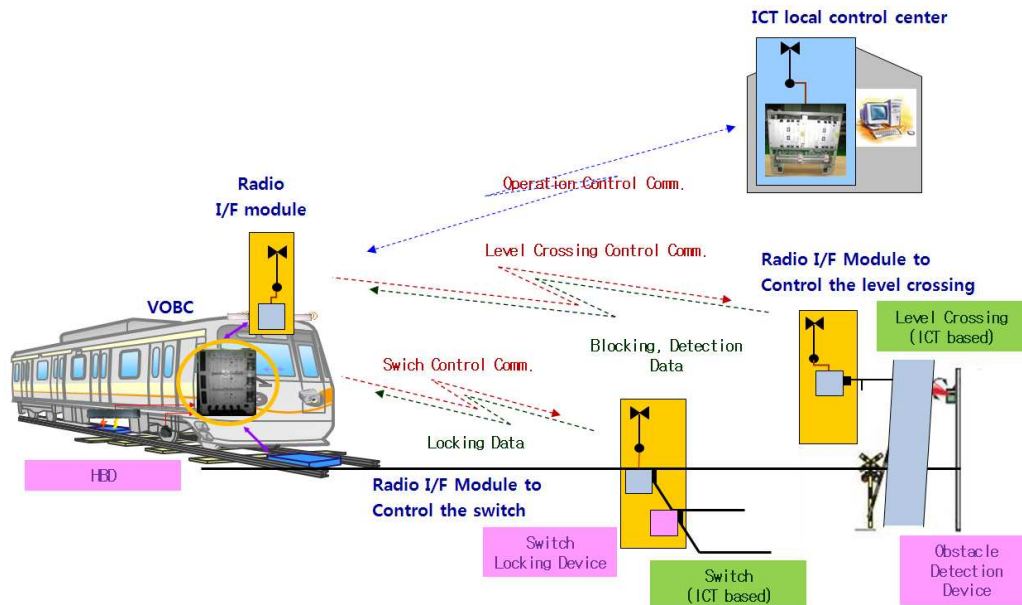 ICT local control center
Operation Control Comm.
Radio
I/F module
Level Crossing Control Comm.
Radio I/F Module to
Control the level crossing
VOBC
Level Crossing
(ICT based)
Blocking, Detection
Data
Swich Control Comm.
Locking Data
HBD
Radio I/F Module to
Control the switch
Switch
Locking Device
Switch
(ICT based)
Obstacle
Detection
Device